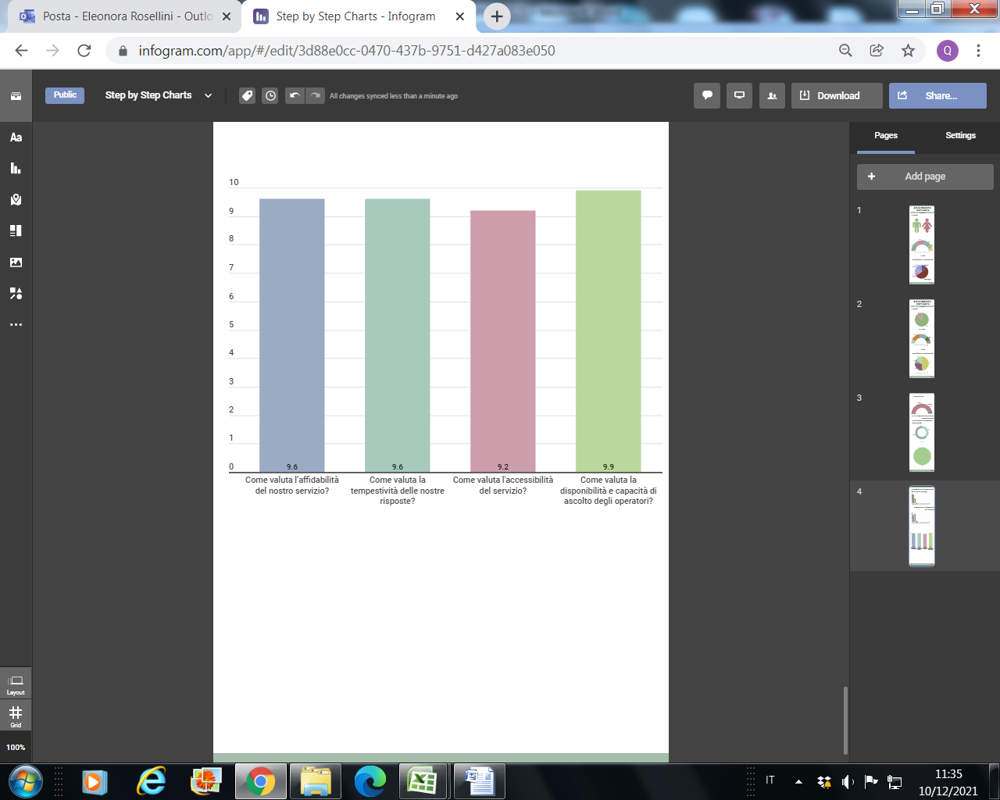 Posta - Eleonora Rosellini - Outlo
Step by Step Charts - Infogram
infogram.com/app/#/edit/3d88e0cc-0470-437b-9751-d427a083e050
Q
Public
Step by Step Charts
All changes synced less than a minute ago
Download
Share...
Aa
Pages
Settings
Add page
1
2
3
4
10
9
8
7
6
5
4
3
2
1
0
9.6
9.6
9.2
9.9
Come valuta l'affidabilità
del nostro servizio?
Come valuta la
tempestività delle nostre
risposte?
Come valuta l'accessibilità
del servizio?
Come valuta la
disponibilità e capacità di
ascolto degli operatori?
Layout
Grid
100%
IT
11:35
10/12/2021